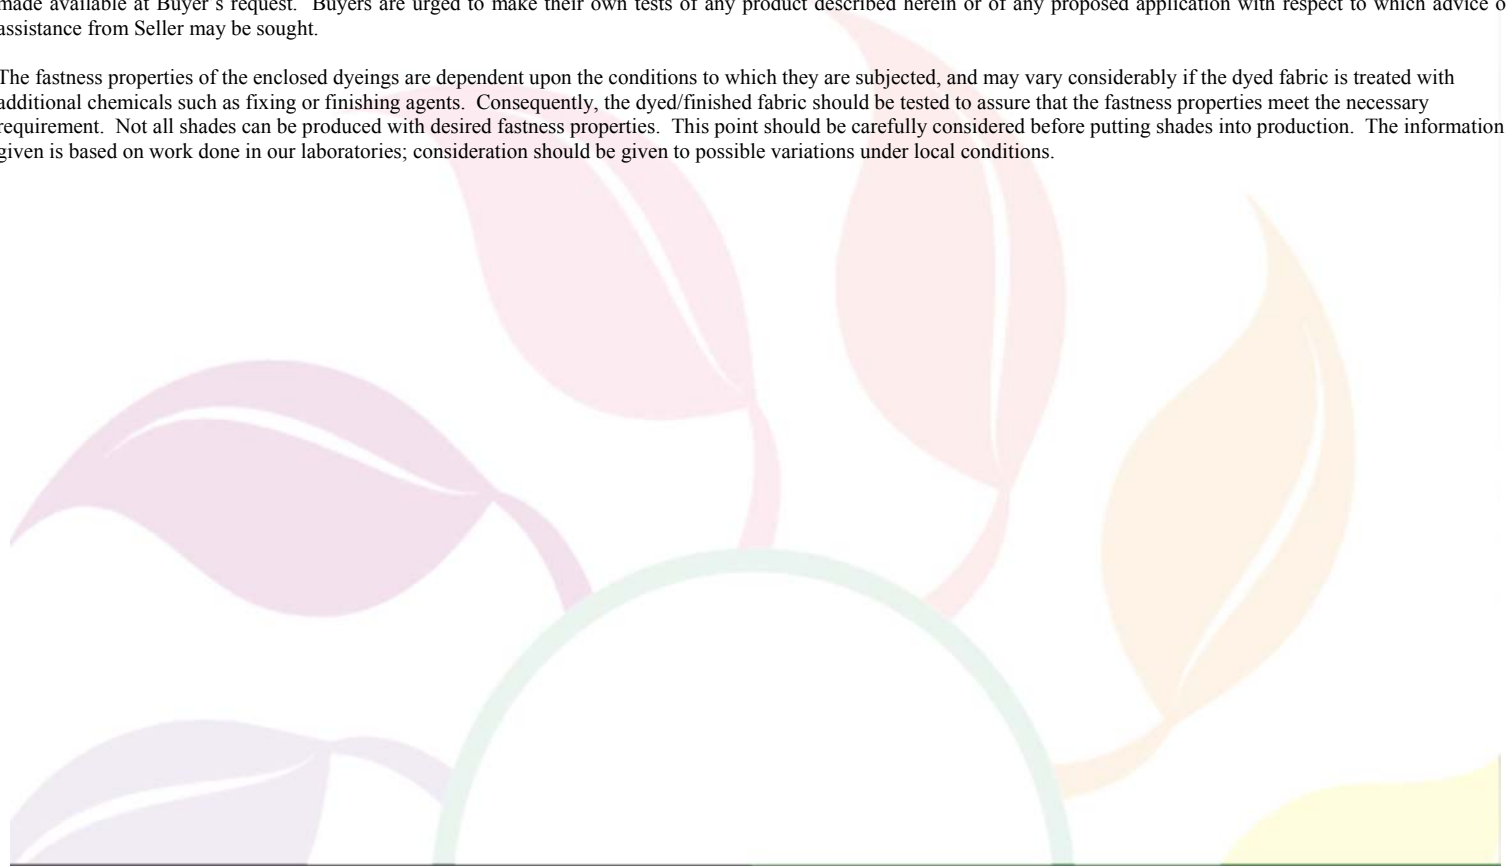 made available at Buyer's request.  Buyers are urged to make their own tests of any product described herein or of any proposed application with respect to which advice o
assistance from Seller may be sought.
The fastness properties of the enclosed dyeings are dependent upon the conditions to which they are subjected, and may vary considerably if the dyed fabric is treated with
additional chemicals such as fixing or finishing agents.  Consequently, the dyed/finished fabric should be tested to assure that the fastness properties meet the necessary
requirement.  Not all shades can be produced with desired fastness properties.  This point should be carefully considered before putting shades into production.  The information
given is based on work done in our laboratories; consideration should be given to possible variations under local conditions.